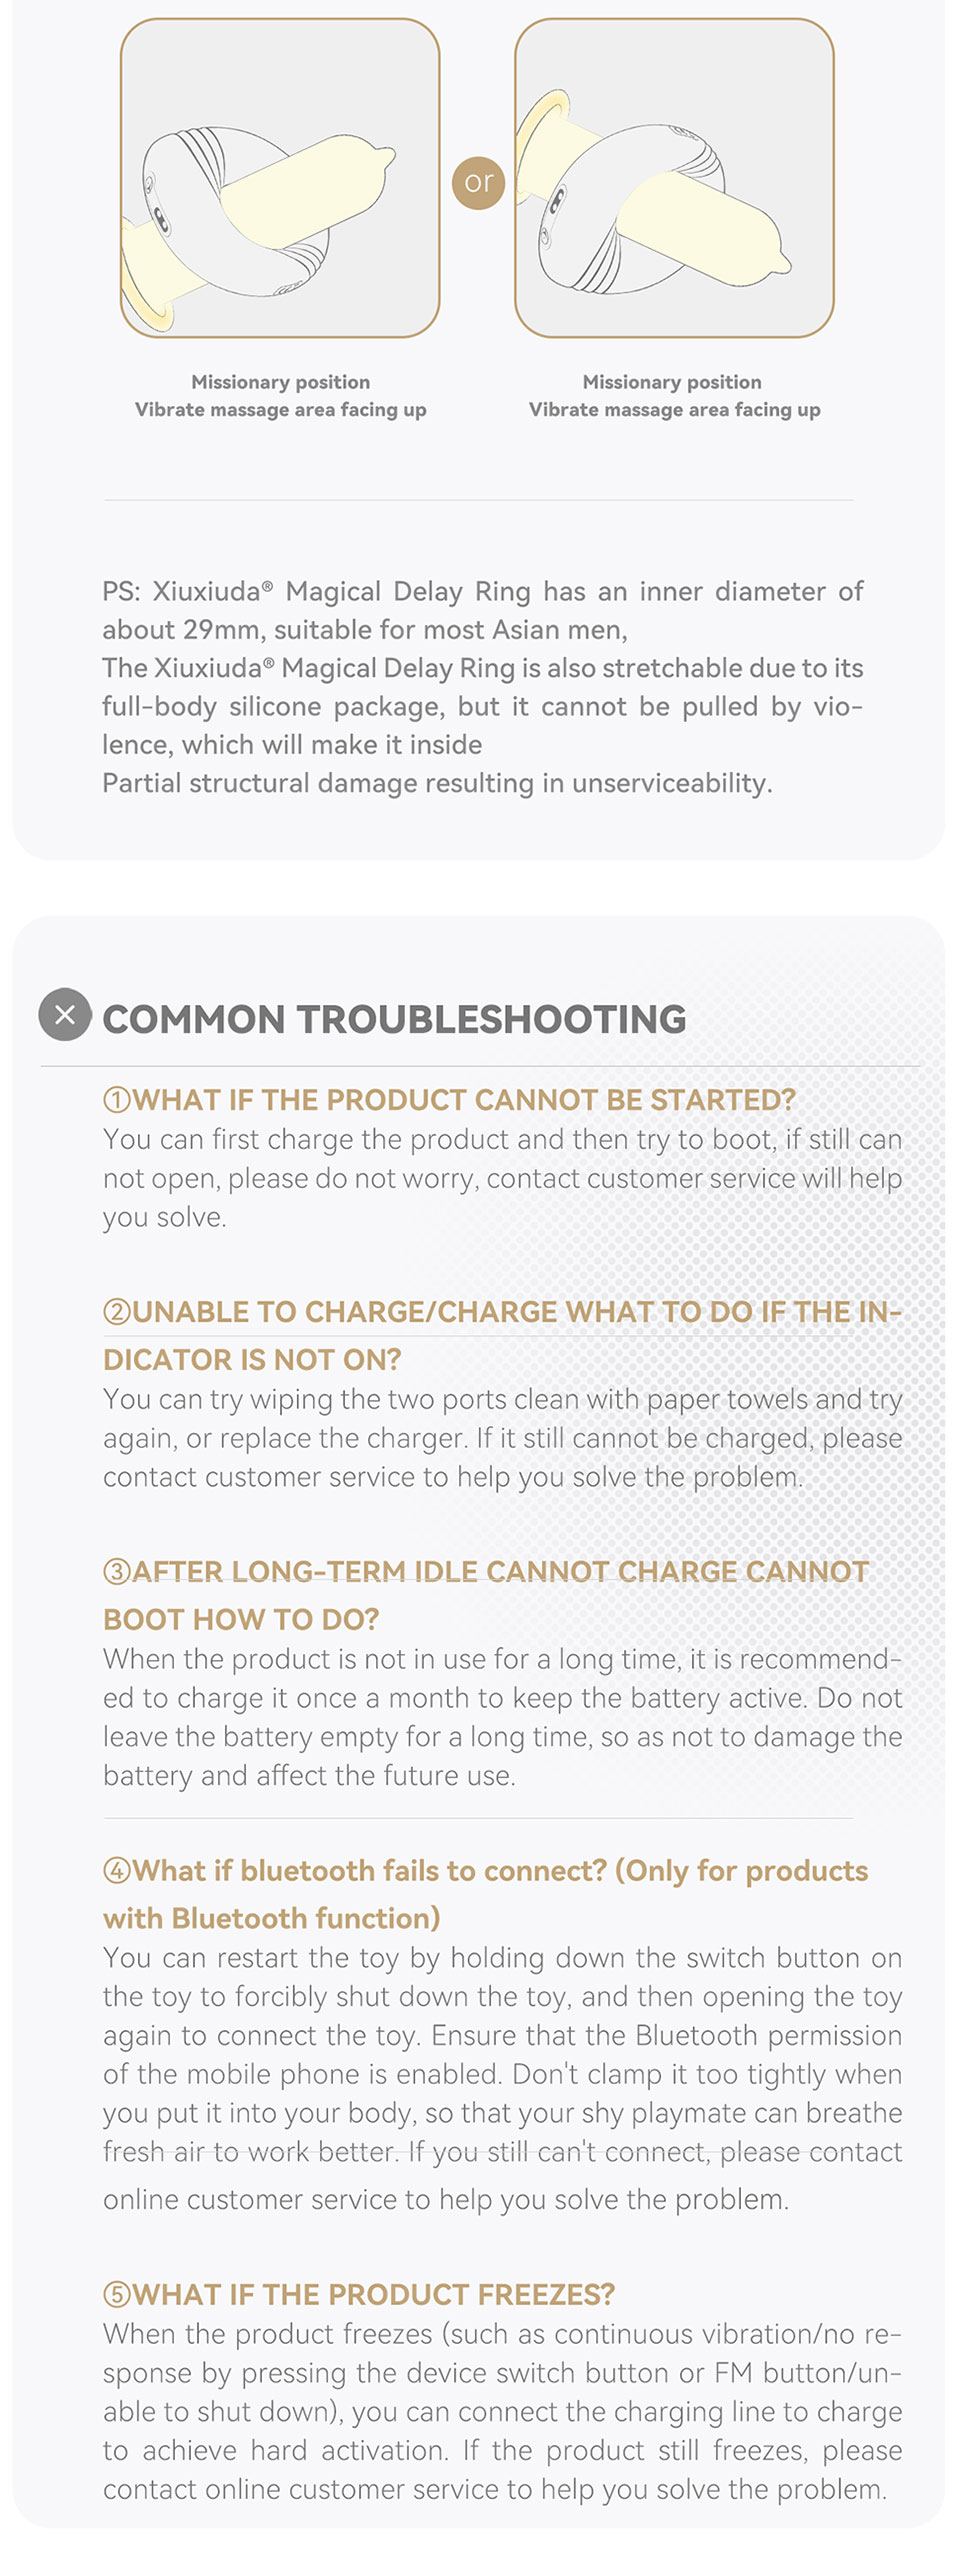 or
Missionary position
Vibrate massage area facing up
Missionary position
Vibrate massage area facing up
PS: Xiuxiuda® Magical Delay Ring has an inner diameter of
about 29mm, suitable for most Asian men,
The Xiuxiuda® Magical Delay Ring is also stretchable due to its
full-body silicone package, but it cannot be pulled by vio-
lence, which will make it inside
Partial structural damage resulting in unserviceability.
COMMON TROUBLESHOOTING
①WHAT IF THE PRODUCT CANNOT BE STARTED?
You can first charge the product and then try to boot, if still can
not open, please do not worry, contact customer service will help
you solve.
②UNABLE TO CHARGE/CHARGE WHAT TO DO IF THE IN-
DICATOR IS NOT ON?
You can try wiping the two ports clean with paper towels and try
again, or replace the charger. If it still cannot be charged, please
contact customer service to help you solve the problem.
③AFTER LONG-TERM IDLE CANNOT CHARGE CANNOT
BOOT HOW TO DO?
When the product is not in use for a long time, it is recommend-
ed to charge it once a month to keep the battery active. Do not
leave the battery empty for a long time, so as not to damage the
battery and affect the future use.
④What if bluetooth fails to connect? (Only for products
with Bluetooth function)
You can restart the toy by holding down the switch button on
the toy to forcibly shut down the toy, and then opening the toy
again to connect the toy. Ensure that the Bluetooth permission
of the mobile phone is enabled. Don't clamp it too tightly when
you put it into your body, so that your shy playmate can breathe
fresh air to work better. If you still can't connect, please contact
online customer service to help you solve the problem.
⑤WHAT IF THE PRODUCT FREEZES?
When the product freezes (such as continuous vibration/no re-
sponse by pressing the device switch button or FM button/un-
able to shut down), you can connect the charging line to charge
to achieve hard activation. If the product still freezes, please
contact online customer service to help you solve the problem.